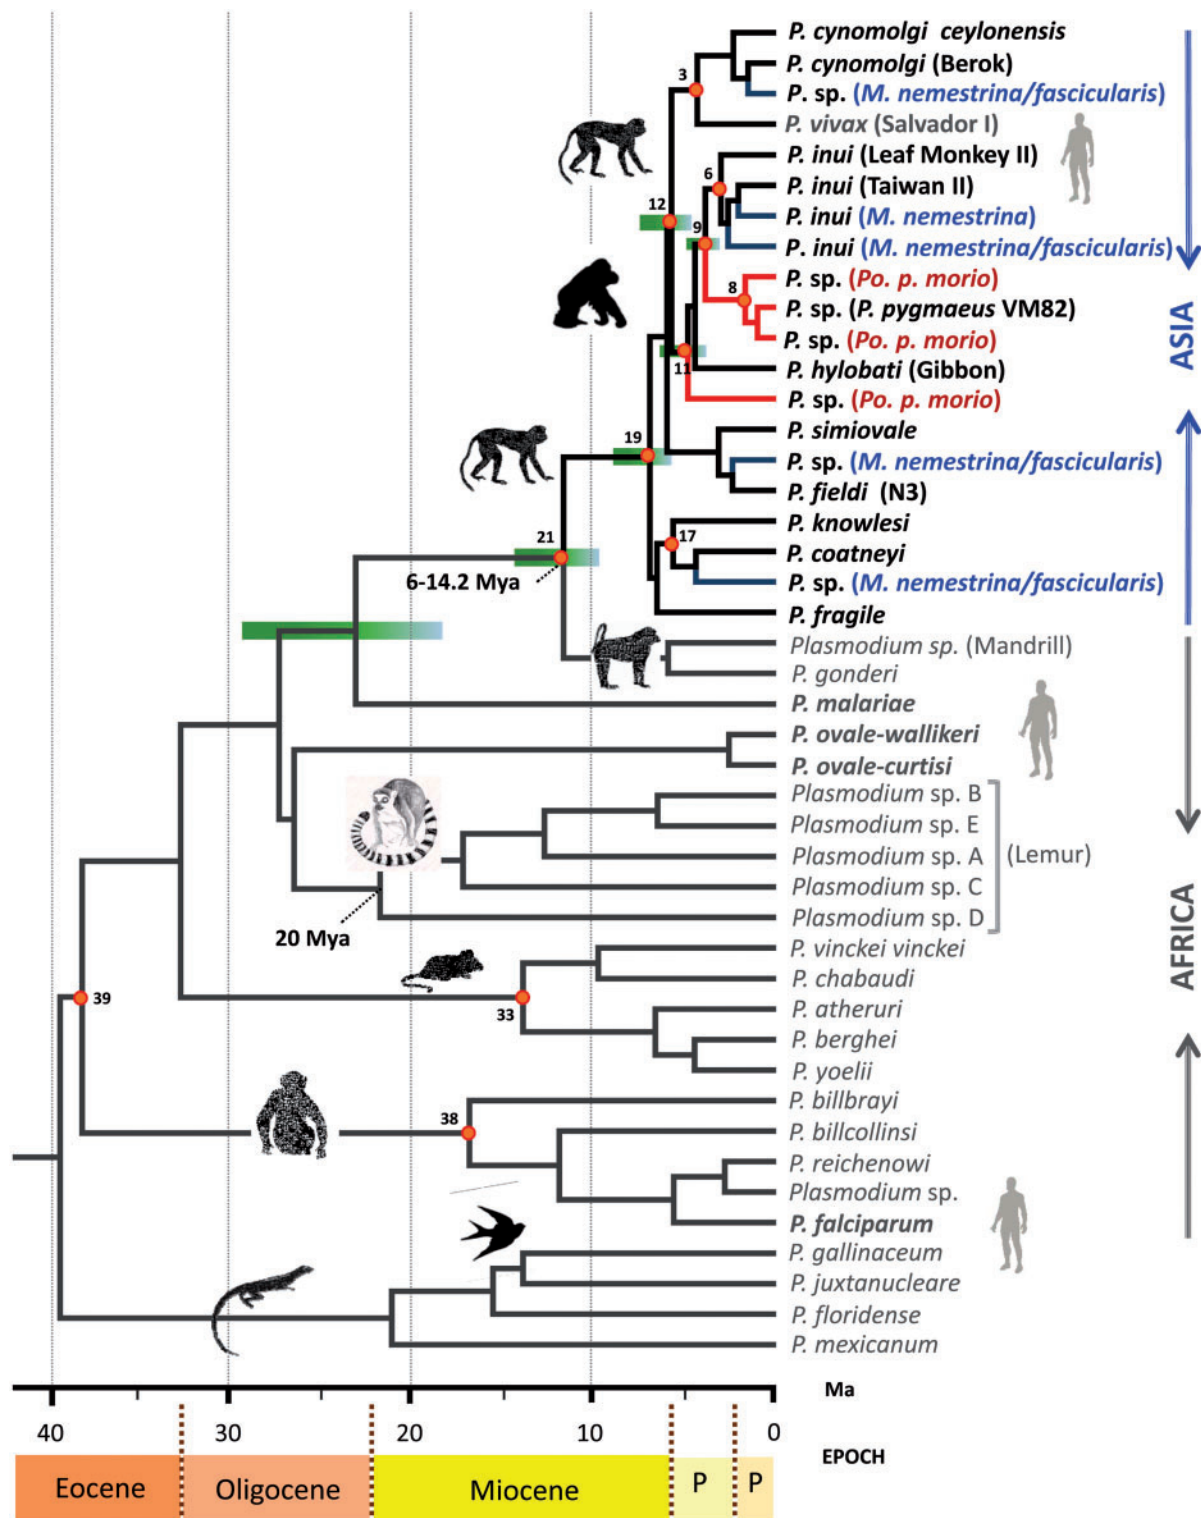 P. cynomolgi ceylonensis
P. cynomolgi (Berok)
3
P. sp. (M. nemestrina/fascicularis)
P. vivax (Salvador I)
P. inui (Leaf Monkey II)
6
P. inui (Taiwan II)
12
P. inui (M. nemestrina)
9
P. inui (M. nemestrina/fascicularis)
P. sp. (Po. p. morio)
8
P. sp. (P. pygmaeus VM82)
P. sp. (Po. p. morio)
ASIA
11
P. hylobati (Gibbon)
P. sp. (Po. p. morio)
19
P. simiovale
P. sp. (M. nemestrina/fascicularis)
P. fieldi (N3)
P. knowlesi
21
17
P. coatneyi
6-14.2 Mya
P. sp. (M. nemestrina/fascicularis)
P. fragile
Plasmodium sp. (Mandrill)
P. gonderi
P. malariae
P. ovale-wallikeri
P. ovale-curtisi
Plasmodium sp. B
Plasmodium sp. E
Plasmodium sp. A
(Lemur)
Plasmodium sp. C
Plasmodium sp. D
20 Mya
AFRICA
P. vinckei vinckei
P. chabaudi
39
33
P. atheruri
P. berghei
P. yoelii
P. billbrayi
38
P. billcollinsi
P. reichenowi
Plasmodium sp.
P. falciparum
P. gallinaceum
P. juxtanucleare
P. floridense
P. mexicanum
Ma
40 30 20 10 0
EPOCH
Eocene Oligocene Miocene P P